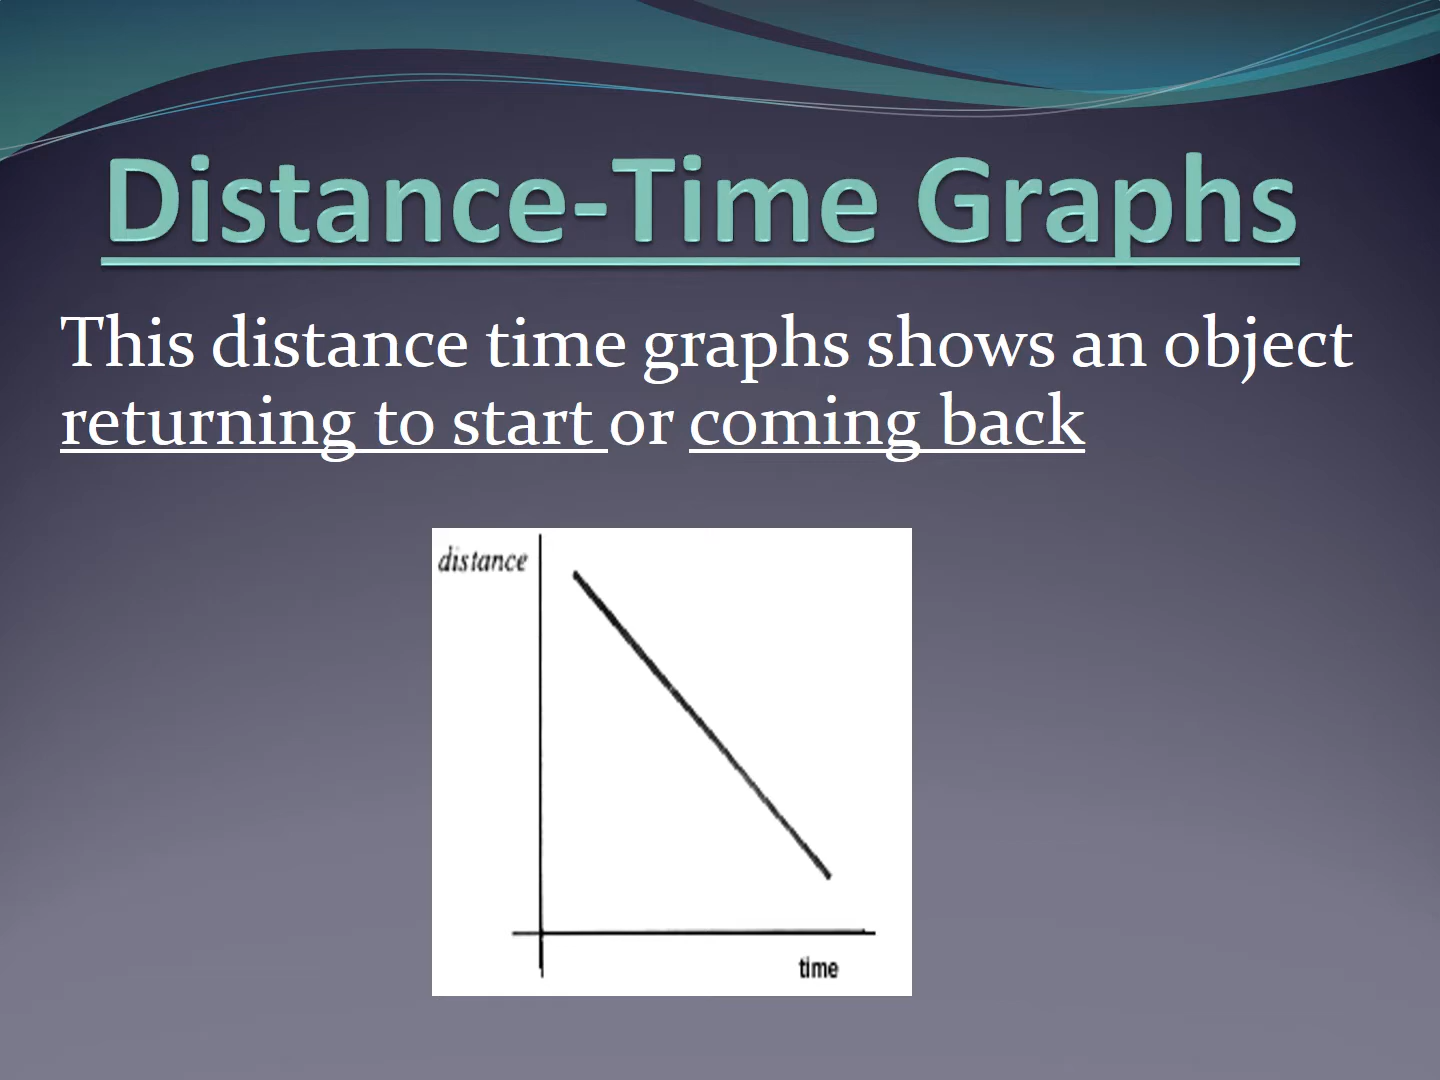 Distance-Time Graphs
This distance time graphs shows an object
returning to start or coming back
distance
time